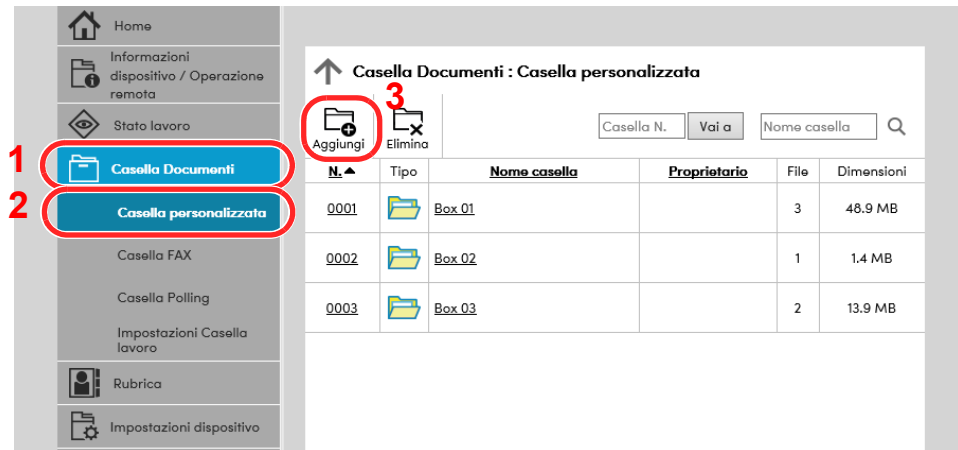 Home
Informazioni
dispositivo / Operazione
remota
Stato lavoro
1
Casella Documenti
2
Casella personalizzata
Casella FAX
Casella Polling
Impostazioni Casella
lavoro
Rubrica
Impostazioni dispositivo
Casella Documenti : Casella personalizzata
3
Aggiungi Elimina
Casella N. Vai a Nome casella
N. Tipo Nome casella Proprietario File Dimensioni
0001 Box 01 3 48.9 MB
0002 Box 02 1 1.4 MB
0003 Box 03 2 13.9 MB